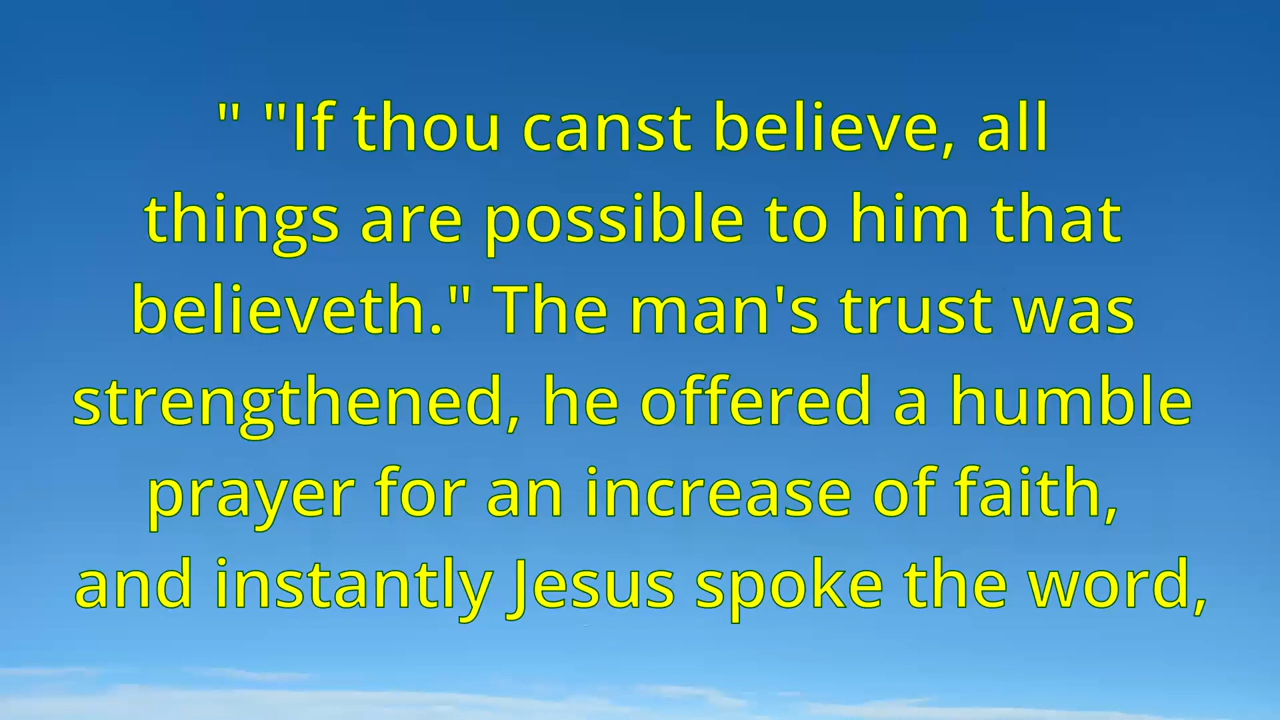 " "If thou canst believe, all
things are possible to him that
believeth." The man's trust was
strengthened, he offered a humble
prayer for an increase of faith,
and instantly Jesus spoke the word,